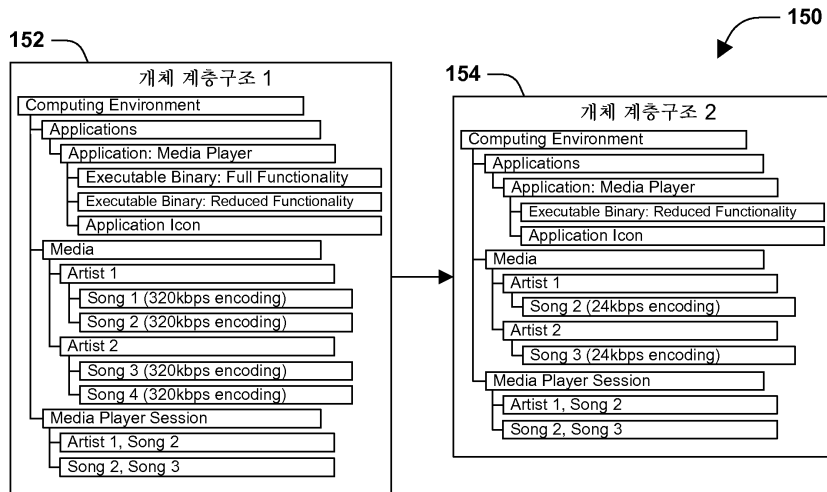 150
152
개체 계층구조 1
Computing Environment
Applications
Application: Media Player
Executable Binary: Full Functionality
Executable Binary: Reduced Functionality
Application Icon
Media
Artist 1
Song 1 (320kbps encoding)
Song 2 (320kbps encoding)
Artist 2
Song 3 (320kbps encoding)
Song 4 (320kbps encoding)
Media Player Session
Artist 1, Song 2
Song 2, Song 3
154
개체 계층구조 2
Computing Environment
Applications
Application: Media Player
Executable Binary: Reduced Functionality
Application Icon
Media
Artist 1
Song 2 (24kbps encoding)
Artist 2
Song 3 (24kbps encoding)
Media Player Session
Artist 1, Song 2
Song 2, Song 3